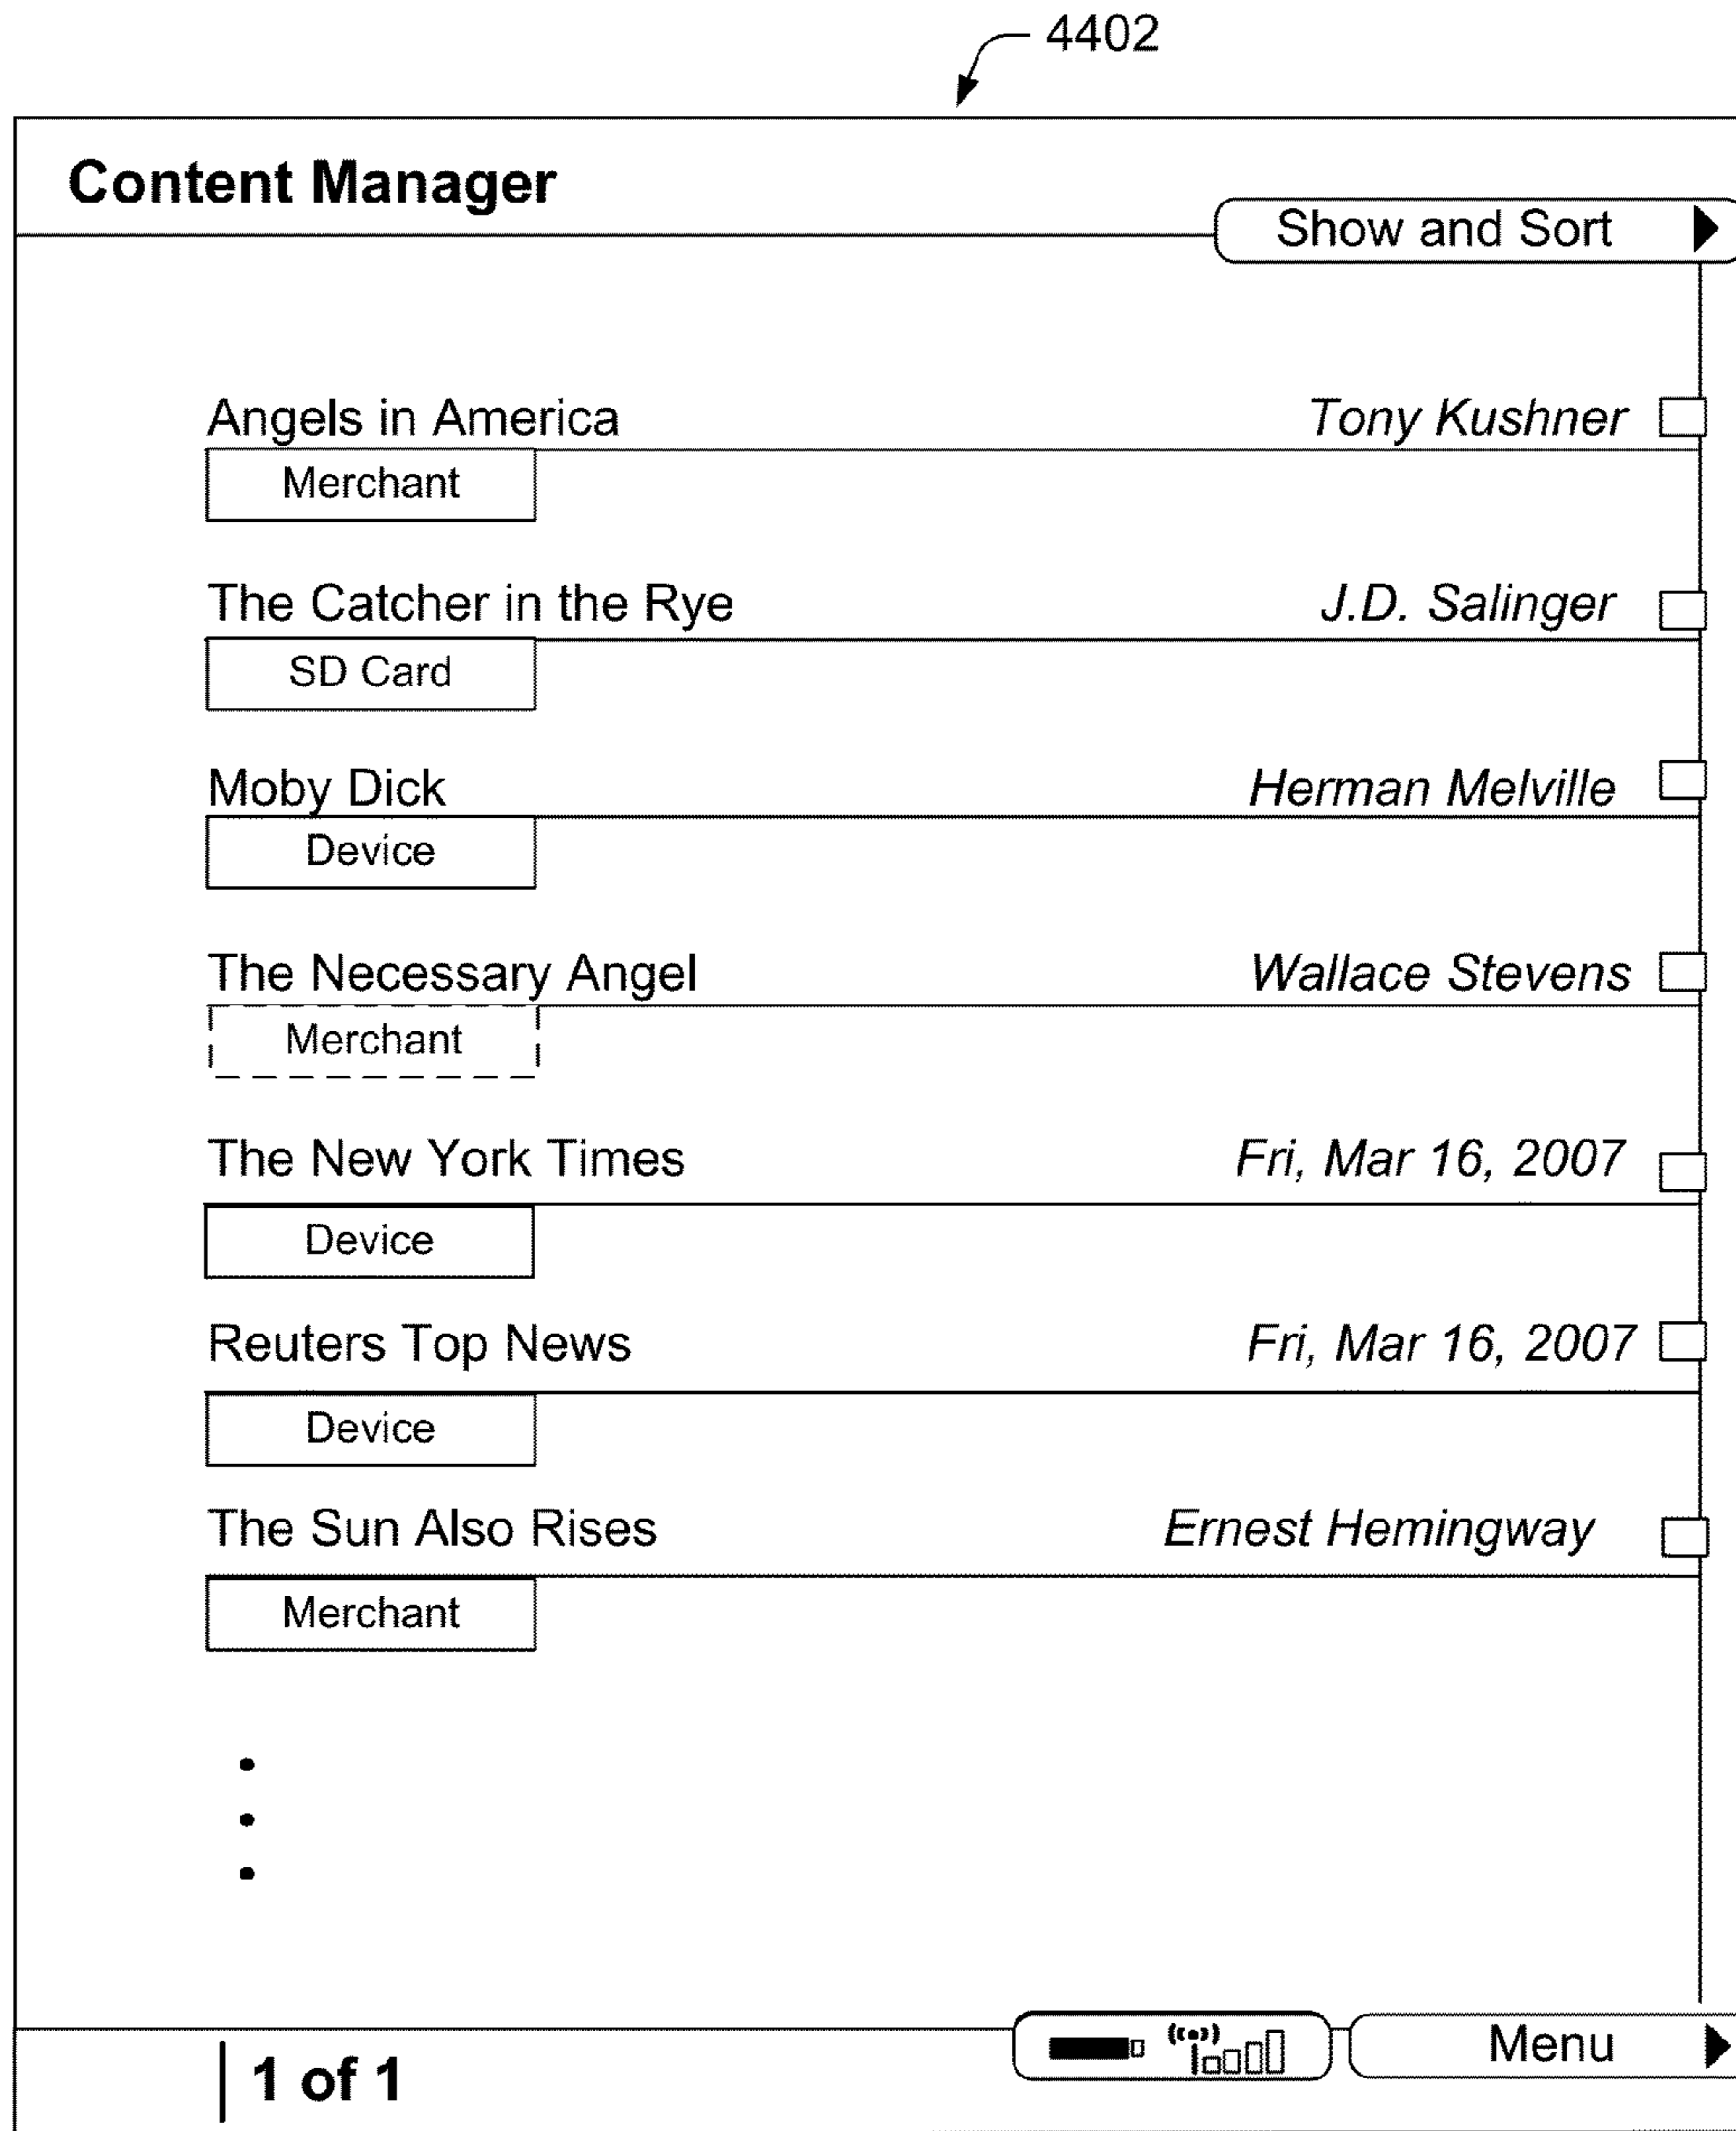 4402
Content Manager
Show and Sort
Angels in America Tony Kushner
Merchant
The Catcher in the Rye J.D. Salinger
SD Card
Moby Dick Herman Melville
Device
The Necessary Angel Wallace Stevens
Merchant
The New York Times Fri, Mar 16, 2007
Device
Reuters Top News Fri, Mar 16, 2007
Device
The Sun Also Rises Ernest Hemingway
Merchant
1 of 1 Menu